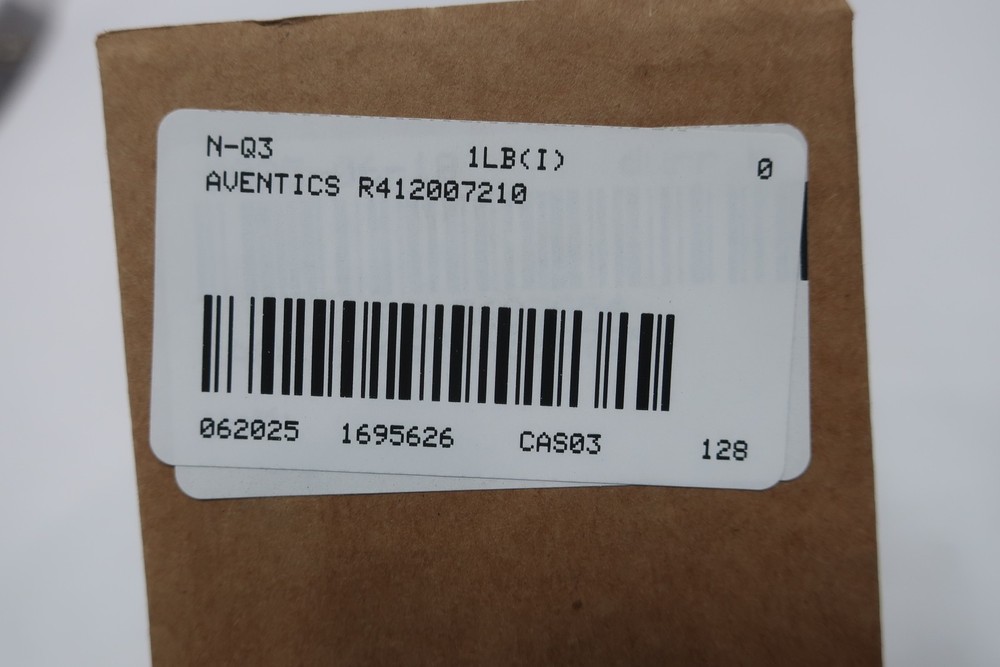 N-Q3 1LB(I) 0
AVENTICS R412007210
062025 1695626 CAS03 128